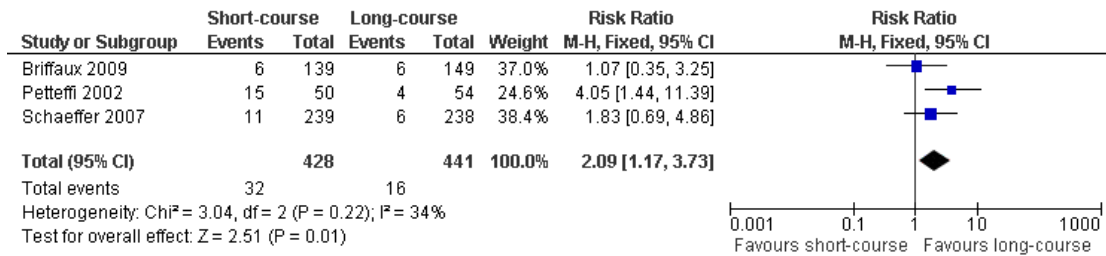 Short-course Long-course Risk Ratio Risk Ratio
Study or Subgroup Events Total Events Total Weight M-H, Fixed, 95% CI M-H, Fixed, 95% CI
Briffaux 2009 6 139 6 149 37.0% 1.07 [0.35, 3.25]
Petteffi 2002 15 50 4 54 24.6% 4.05 [1.44, 11.39]
Schaeffer 2007 11 239 6 238 38.4% 1.83 [0.69, 4.86]
Total (95% CI) 428 441 100.0% 2.09 [1.17, 3.73]
Total events 32 16
Heterogeneity: Chi² = 3.04, df = 2 (P = 0.22); I² = 34%
Test for overall effect: Z = 2.51 (P = 0.01)
0.001 0.1 1 10 1000
Favours short-course Favours long-course